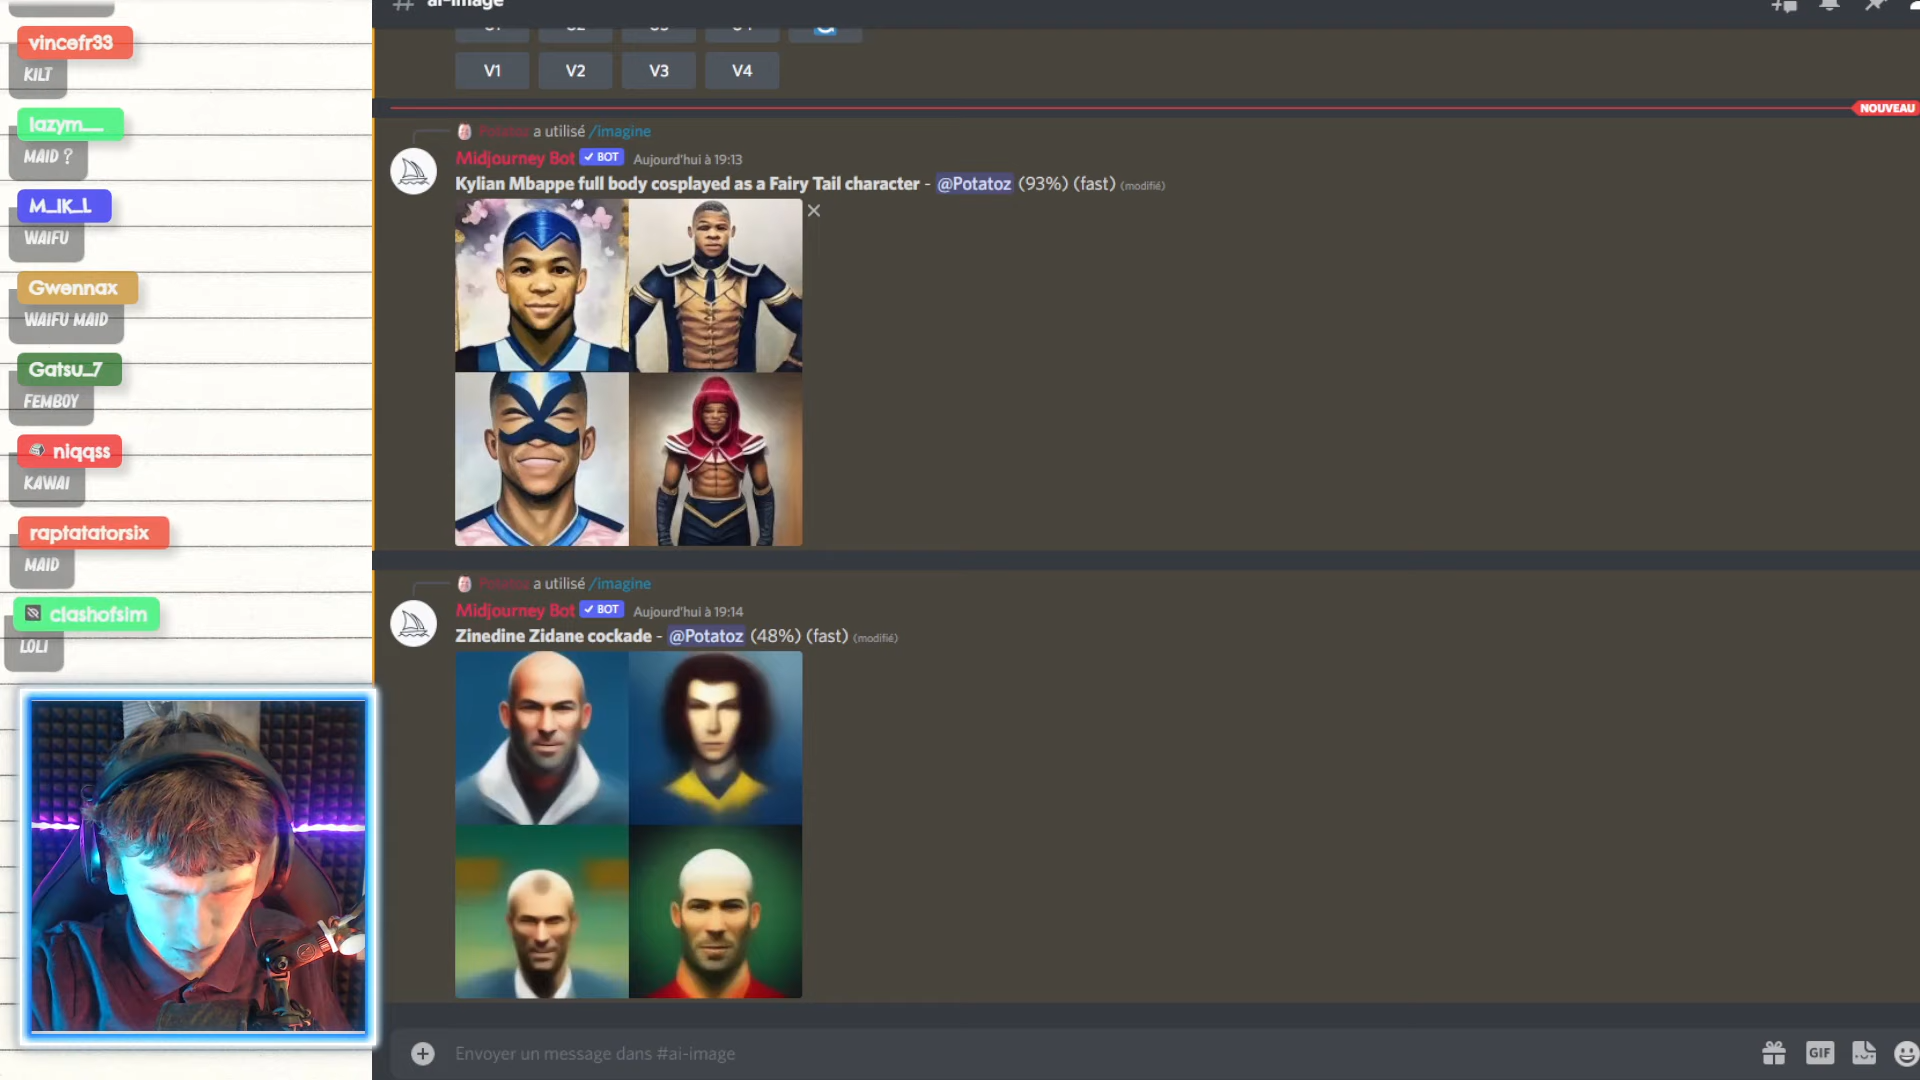 vincefr33
KILT
lazym__
MAID ?
M_IK_L
WAIFU
Gwennax
WAIFU MAID
Gatsu_7
FEMBOY
niqqss
KAWAI
raptatatorsix
MAID
clashofsim
LOLI
# ai-image
V1 V2 V3 V4
NOUVEAU
Potatoz a utilisé /imagine
Midjourney Bot BOT Aujourd'hui à 19:13
Kylian Mbappe full body cosplayed as a Fairy Tail character - @Potatoz (93%) (fast) (modifié)
Potatoz a utilisé /imagine
Midjourney Bot BOT Aujourd'hui à 19:14
Zinedine Zidane cockade - @Potatoz (48%) (fast) (modifié)
Envoyer un message dans #ai-image
GIF